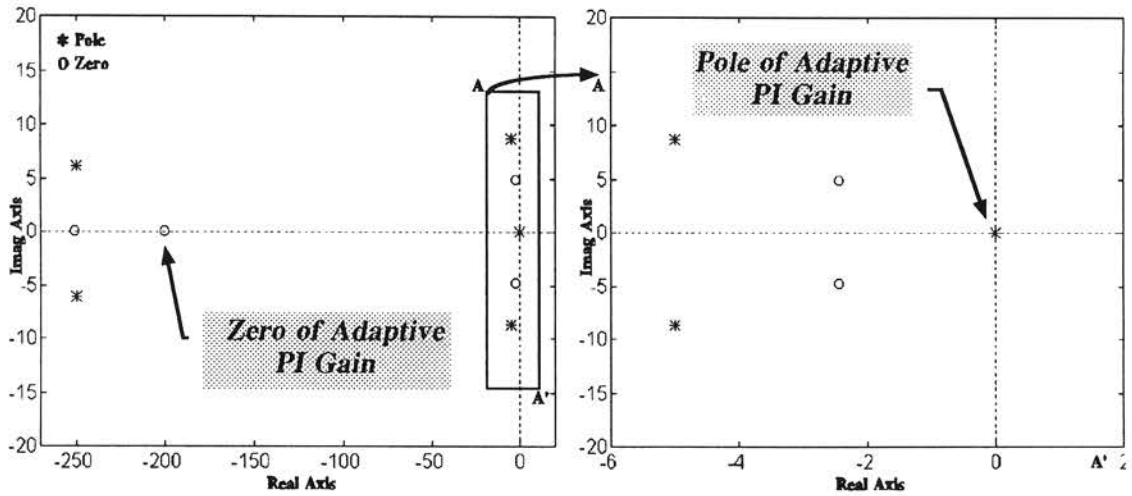 20
15
10
5
0
-5
-10
-15
-20
Imag Axis
* Pole
o Zero
A
A'
Zero of Adaptive
PI Gain
-250 -200 -150 -100 -50 0
Real Axis
20
15
10
5
0
-5
-10
-15
-20
Imag Axis
A
Pole of Adaptive
PI Gain
-6 -4 -2 0 A' 2
Real Axis